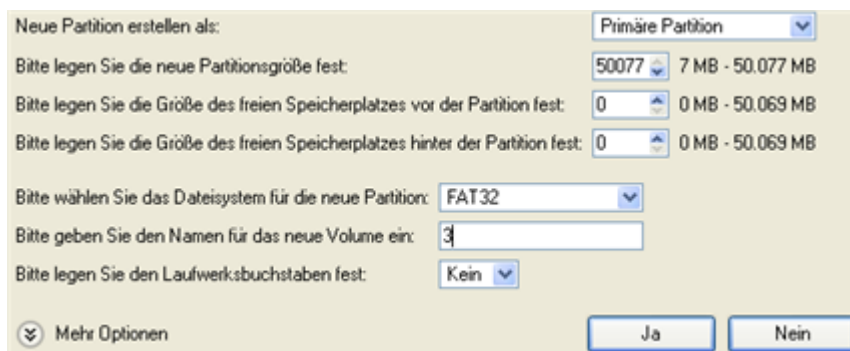 Neue Partition erstellen als: Primäre Partition
Bitte legen Sie die neue Partitionsgröße fest: 50077 7 MB - 50.077 MB
Bitte legen Sie die Größe des freien Speicherplatzes vor der Partition fest: 0 0 MB - 50.069 MB
Bitte legen Sie die Größe des freien Speicherplatzes hinter der Partition fest: 0 0 MB - 50.069 MB
Bitte wählen Sie das Dateisystem für die neue Partition: FAT32
Bitte geben Sie den Namen für das neue Volume ein: 3
Bitte legen Sie den Laufwerksbuchstaben fest: Kein
Mehr Optionen Ja Nein